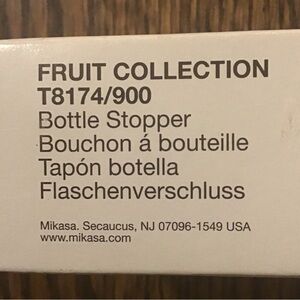 FRUIT COLLECTION
T8174/900
Bottle Stopper
Bouchon á bouteille
Tapón botella
Flaschenverschluss
Mikasa. Secaucus, NJ 07096-1549 USA
www.mikasa.com